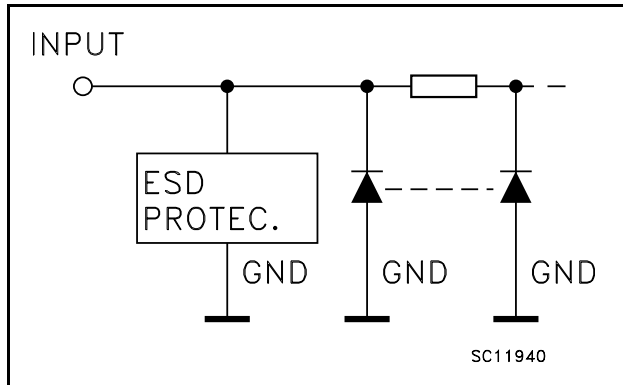 INPUT
ESD
PROTEC.
GND
GND
GND
SC11940